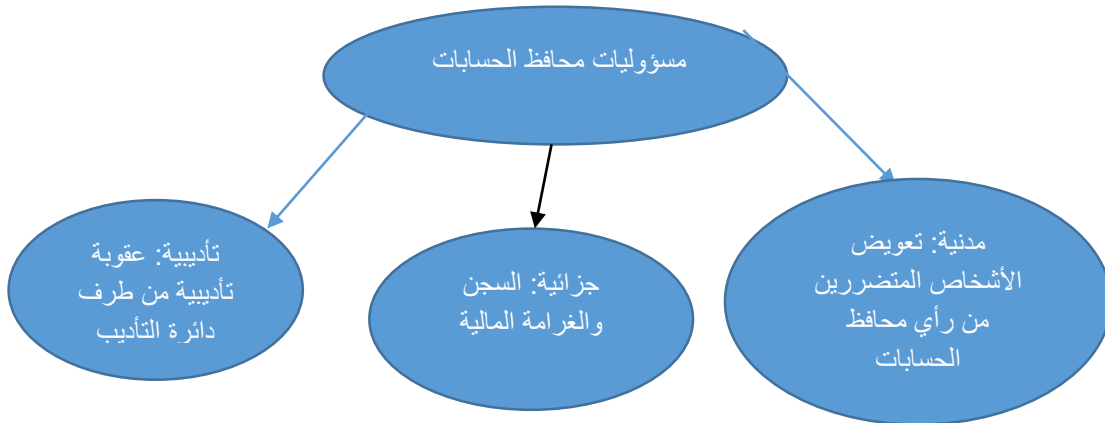 مسؤوليات محافظ الحسابات
مدنية: تعويض
الأشخاص المتضررين
من رأي محافظ
الحسابات
جزائية: السجن
والغرامة المالية
تأديبية: عقوبة
تأديبية من طرف
دائرة التأديب